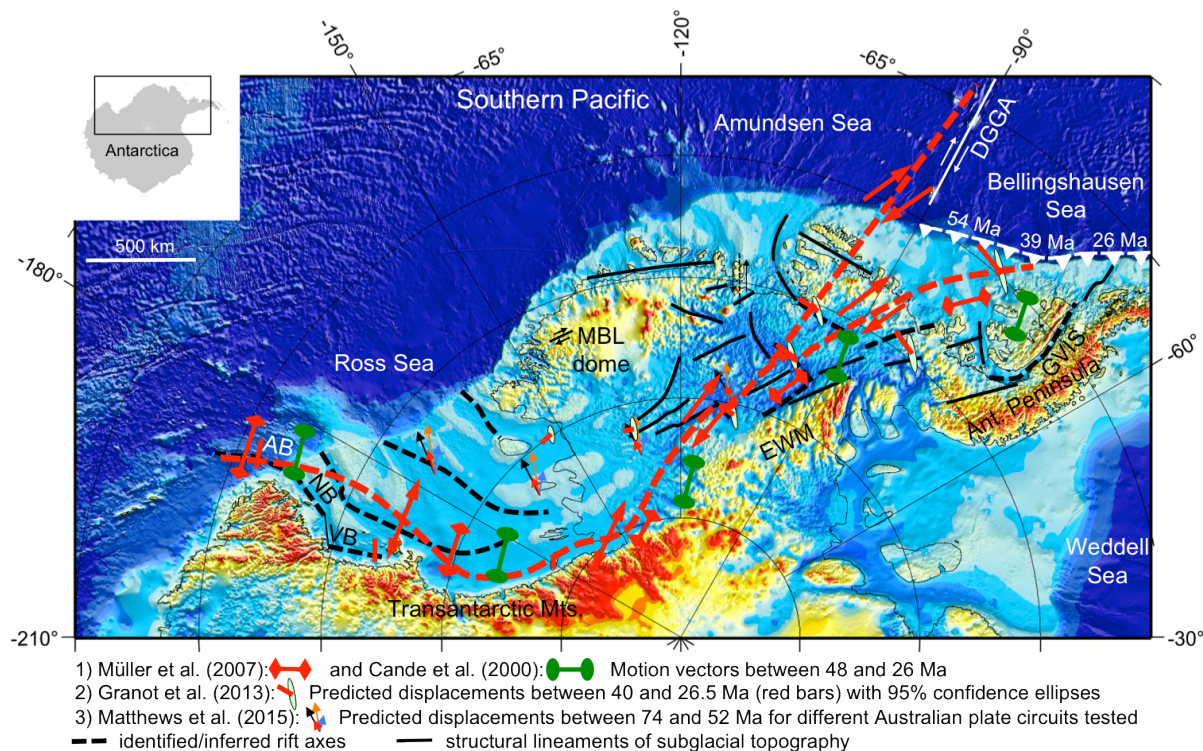 -150°
-65°
-120°
-65°
-90°
Southern Pacific
Amundsen Sea
DGGA
Antarctica
Bellingshausen
Sea
54 Ma
39 Ma
26 Ma
500 km
-180°
MBL
dome
Ross Sea
GVIS
-60°
Ant. Peninsula
EWM
AB
NB
VB
Weddell
Sea
Transantarctic Mts.
-210°
-30°
1) Müller et al. (2007): and Cande et al. (2000): Motion vectors between 48 and 26 Ma
2) Granot et al. (2013): Predicted displacements between 40 and 26.5 Ma (red bars) with 95% confidence ellipses
3) Matthews et al. (2015): Predicted displacements between 74 and 52 Ma for different Australian plate circuits tested
identified/inferred rift axes structural lineaments of subglacial topography